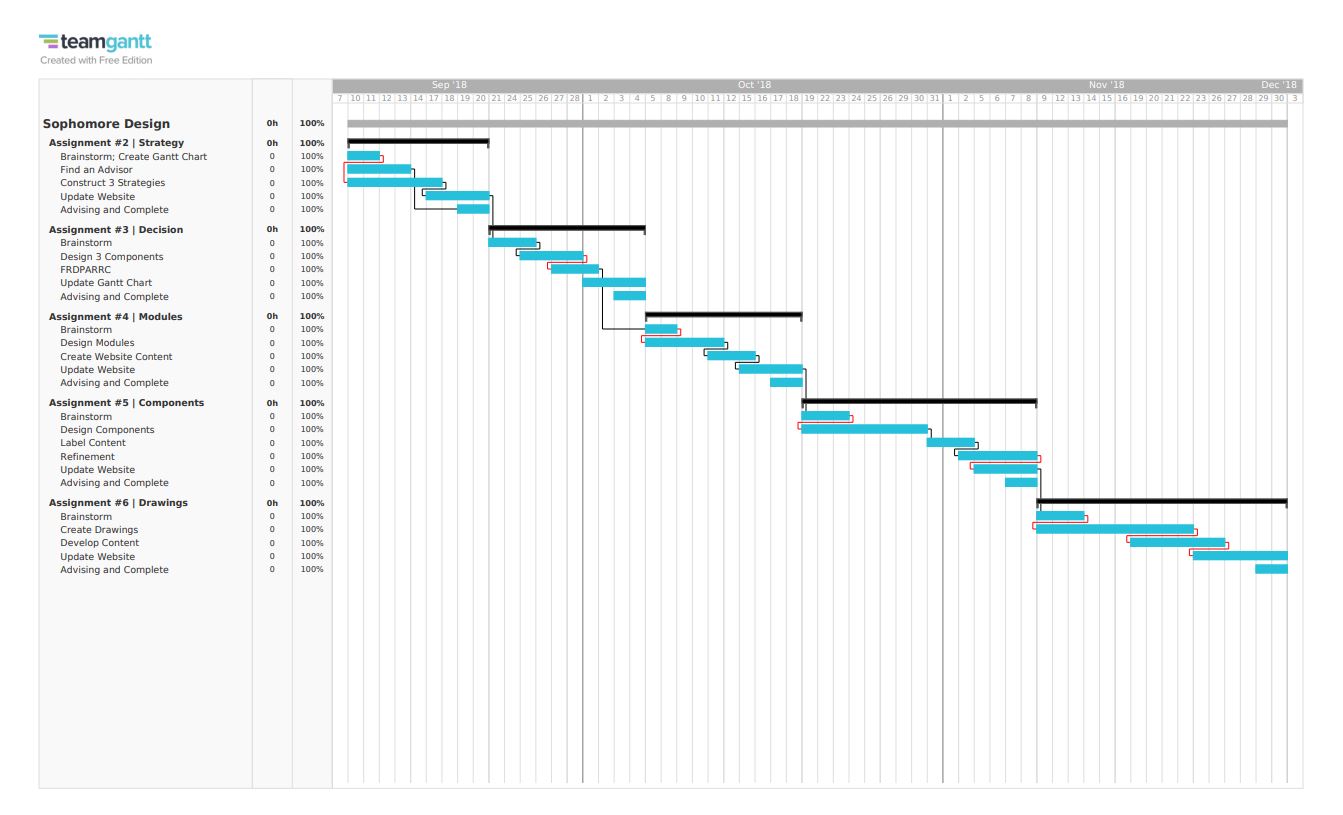 teamgantt
Created with Free Edition
Sep '18 Oct '18 Nov '18 Dec '18
7 10 11 12 13 14 17 18 19 20 21 24 25 26 27 28 1 2 3 4 5 8 9 10 11 12 15 16 17 18 19 22 23 24 25 26 29 30 31 1 2 5 6 7 8 9 12 13 14 15 16 19 20 21 22 23 26 27 28 29 30 3
Sophomore Design 0h 100%
Assignment #2 | Strategy 0h 100%
Brainstorm; Create Gantt Chart 0 100%
Find an Advisor 0 100%
Construct 3 Strategies 0 100%
Update Website 0 100%
Advising and Complete 0 100%
Assignment #3 | Decision 0h 100%
Brainstorm 0 100%
Design 3 Components 0 100%
FRDPARRC 0 100%
Update Gantt Chart 0 100%
Advising and Complete 0 100%
Assignment #4 | Modules 0h 100%
Brainstorm 0 100%
Design Modules 0 100%
Create Website Content 0 100%
Update Website 0 100%
Advising and Complete 0 100%
Assignment #5 | Components 0h 100%
Brainstorm 0 100%
Design Components 0 100%
Label Content 0 100%
Refinement 0 100%
Update Website 0 100%
Advising and Complete 0 100%
Assignment #6 | Drawings 0h 100%
Brainstorm 0 100%
Create Drawings 0 100%
Develop Content 0 100%
Update Website 0 100%
Advising and Complete 0 100%